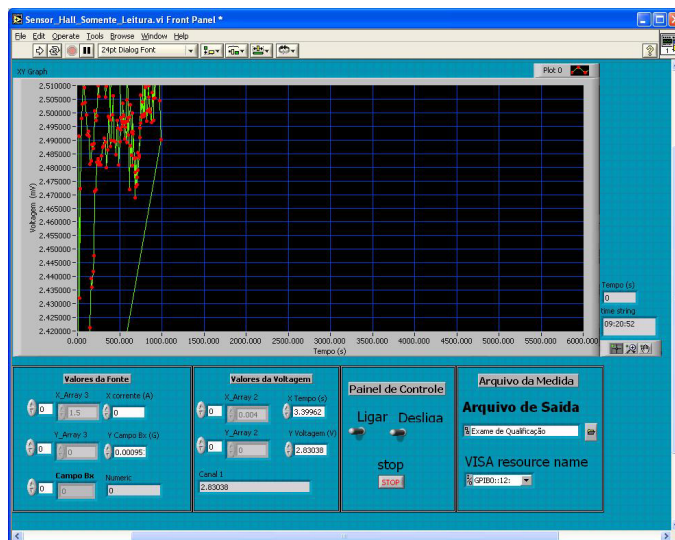 Sensor_Hall_Somente_Leitura.vi Front Panel *
File Edit Operate Tools Browse Window Help
24pt Dialog Font
XY Graph
Plot 0
2.510000
2.505000
2.500000
2.495000
2.490000
2.485000
2.480000
2.475000
2.470000
2.465000
2.460000
2.455000
2.450000
2.445000
2.440000
2.435000
2.430000
2.425000
2.420000
Voltagem (mV)
0.000 500.000 1000.000 1500.000 2000.000 2500.000 3000.000 3500.000 4000.000 4500.000 5000.000 5500.000 6000.000
Tempo (s)
Tempo (s)
0
time string
09:20:52
Valores da Fonte
X_Array 3 X corrente (A)
0 1.5 0
Y_Array 3 Y Campo Bx (G)
0 0 0.00095
Campo Bx Numeric
0 0 0
Valores da Voltagem
X_Array 2 X Tempo (s)
0 0.004 3.39962
Y_Array 2 Y Voltagem (V)
0 0 2.83038
Canal 1
2.83038
Painel de Controle
Ligar Desliga
stop
STOP
Arquivo da Medida
Arquivo de Saida
Exame de Qualificação
VISA resource name
GPIB0::12: